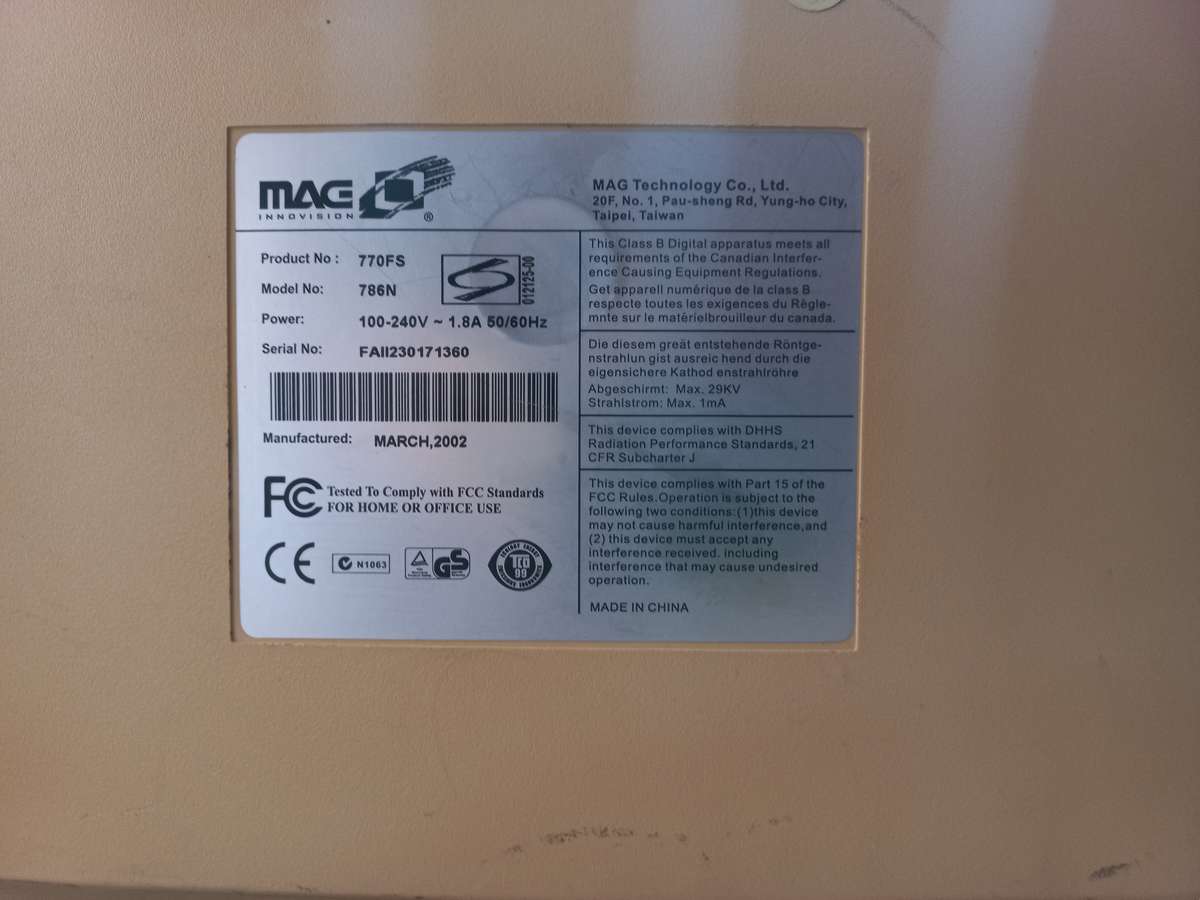 MAG
INNOVISION
®
MAG Technology Co., Ltd.
20F, No. 1, Pau-sheng Rd, Yung-ho City,
Taipei, Taiwan
Product No : 770FS
Model No: 786N
012125-00
Power: 100-240V ~ 1.8A 50/60Hz
Serial No: FAII230171360
Manufactured: MARCH,2002
FC Tested To Comply with FCC Standards
FOR HOME OR OFFICE USE
CE
N1063
GS
TCO
99
This Class B Digital apparatus meets all
requirements of the Canadian Interfer-
ence Causing Equipment Regulations.
Get apparell numérique de la class B
respecte toutes les exigences du Règle-
mnte sur le matérielbrouilleur du canada.
Die diesem greät entstehende Röntge-
nstrahlun gist ausreic hend durch die
eigensichere Kathod enstrahlröhre
Abgeschirmt: Max. 29KV
Strahlstrom: Max. 1mA
This device complies with DHHS
Radiation Performance Standards, 21
CFR Subcharter J
This device complies with Part 15 of the
FCC Rules.Operation is subject to the
following two conditions:(1)this device
may not cause harmful interference,and
(2) this device must accept any
interference received. Including
interference that may cause undesired
operation.
MADE IN CHINA